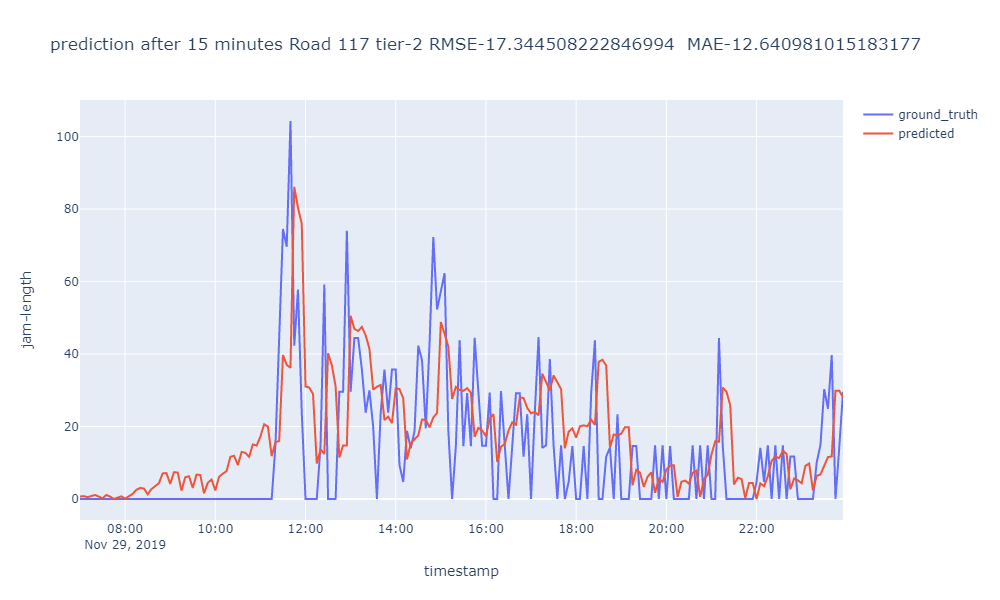 prediction after 15 minutes Road 117 tier-2 RMSE-17.344508222846994  MAE-12.640981015183177
ground_truth
predicted
100
80
60
40
20
0
jam-length
08:00 10:00 12:00 14:00 16:00 18:00 20:00 22:00
Nov 29, 2019
timestamp